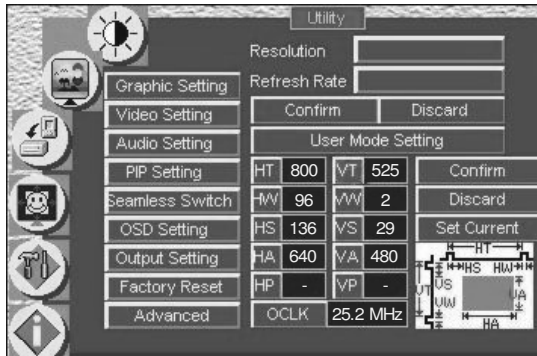 Utility
Resolution
Refresh Rate
Confirm Discard
User Mode Setting
Graphic Setting
Video Setting
Audio Setting
PIP Setting
Seamless Switch
OSD Setting
Output Setting
Factory Reset
Advanced
HT 800 VT 525 Confirm
HW 96 VW 2 Discard
HS 136 VS 29 Set Current
HA 640 VA 480
HP - VP -
OCLK 25.2 MHz
HT
HS HW
VS
VT VA
VW
HA